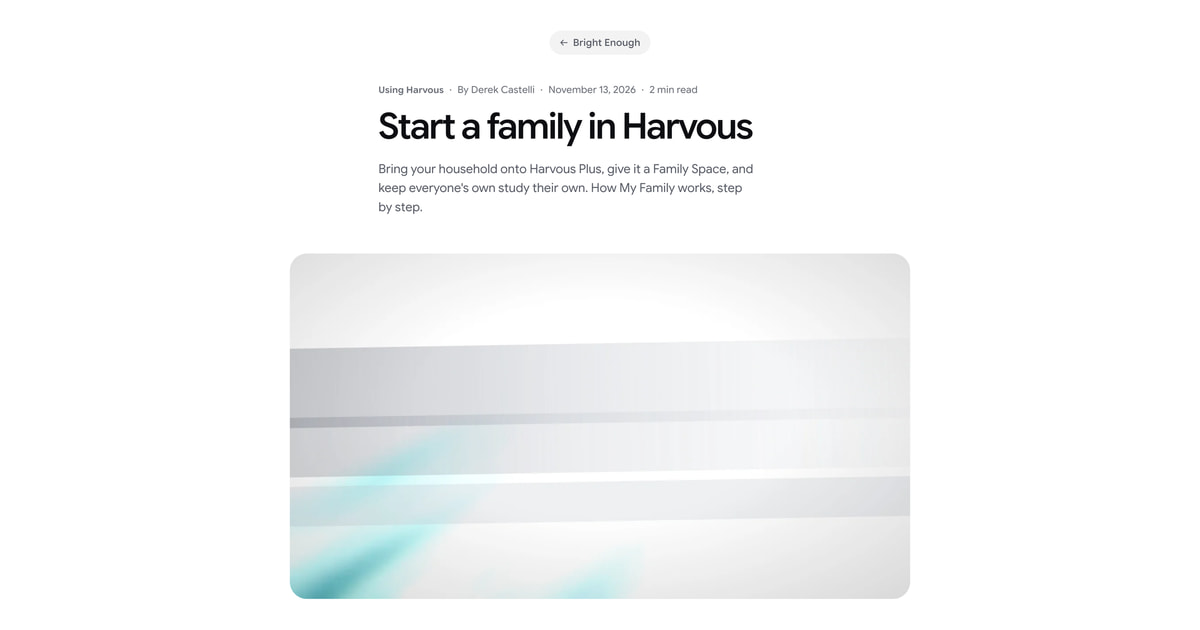 ← Bright Enough
Using Harvous · By Derek Castelli · November 13, 2026 · 2 min read
Start a family in Harvous
Bring your household onto Harvous Plus, give it a Family Space, and
keep everyone's own study their own. How My Family works, step
by step.